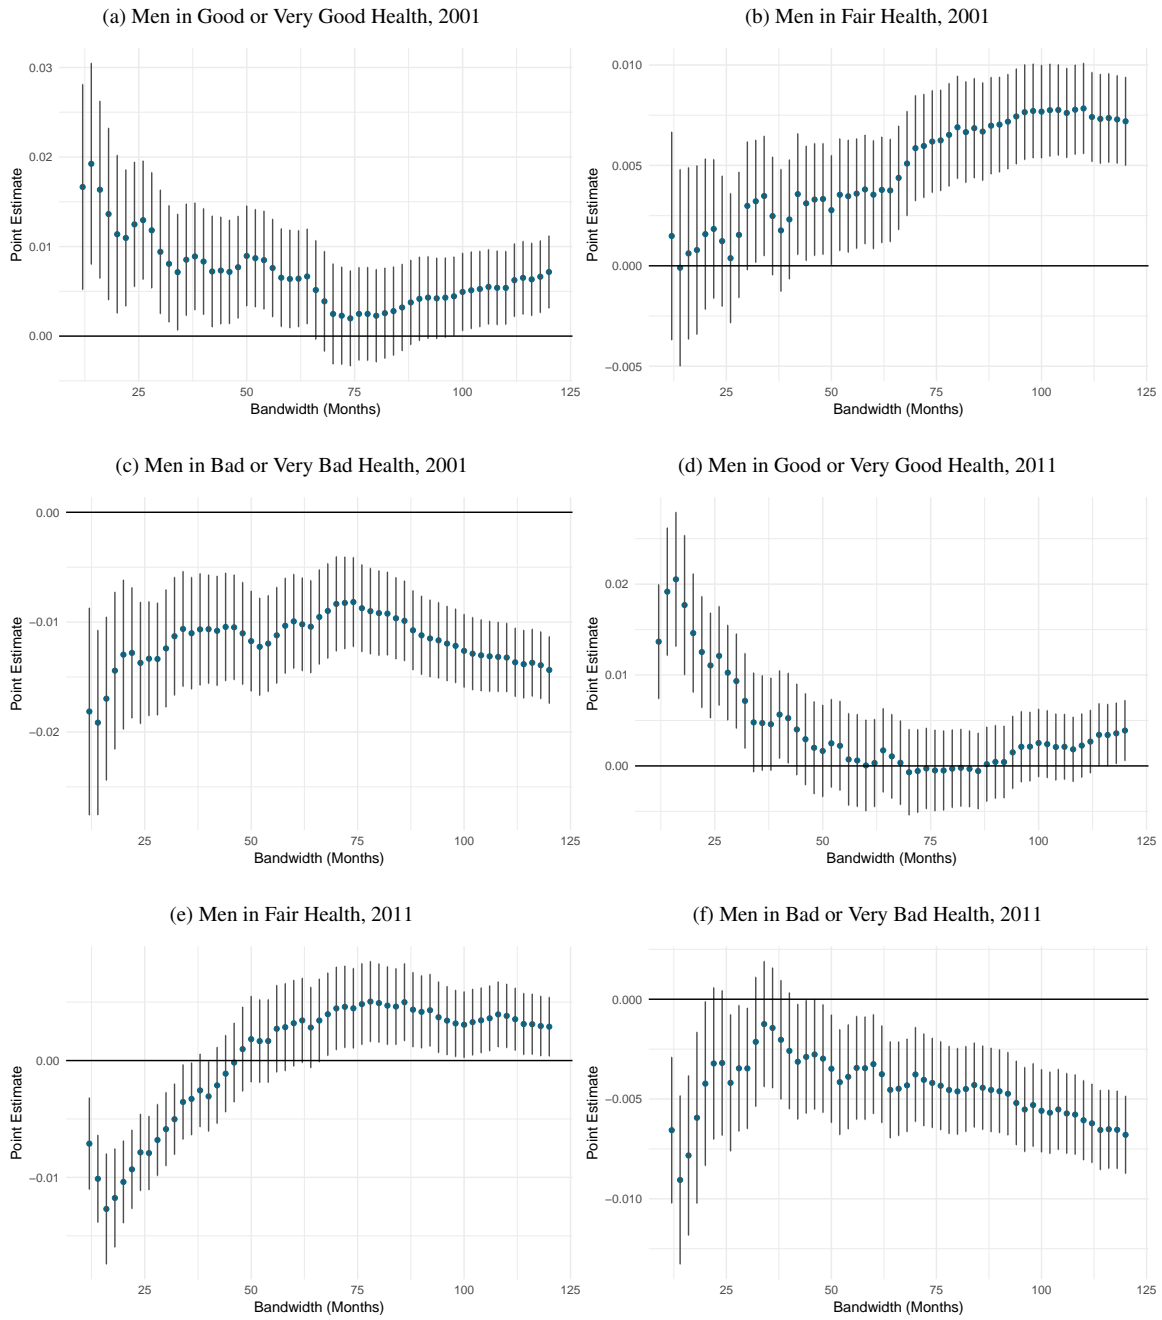 (a) Men in Good or Very Good Health, 2001
0.03
0.02
0.01
0.00
Point Estimate
25 50 75 100 125
Bandwidth (Months)
(b) Men in Fair Health, 2001
0.010
0.005
0.000
−0.005
Point Estimate
25 50 75 100 125
Bandwidth (Months)
(c) Men in Bad or Very Bad Health, 2001
0.00
−0.01
−0.02
Point Estimate
25 50 75 100 125
Bandwidth (Months)
(d) Men in Good or Very Good Health, 2011
0.02
0.01
0.00
Point Estimate
25 50 75 100 125
Bandwidth (Months)
(e) Men in Fair Health, 2011
0.00
−0.01
Point Estimate
25 50 75 100 125
Bandwidth (Months)
(f) Men in Bad or Very Bad Health, 2011
0.000
−0.005
−0.010
Point Estimate
25 50 75 100 125
Bandwidth (Months)